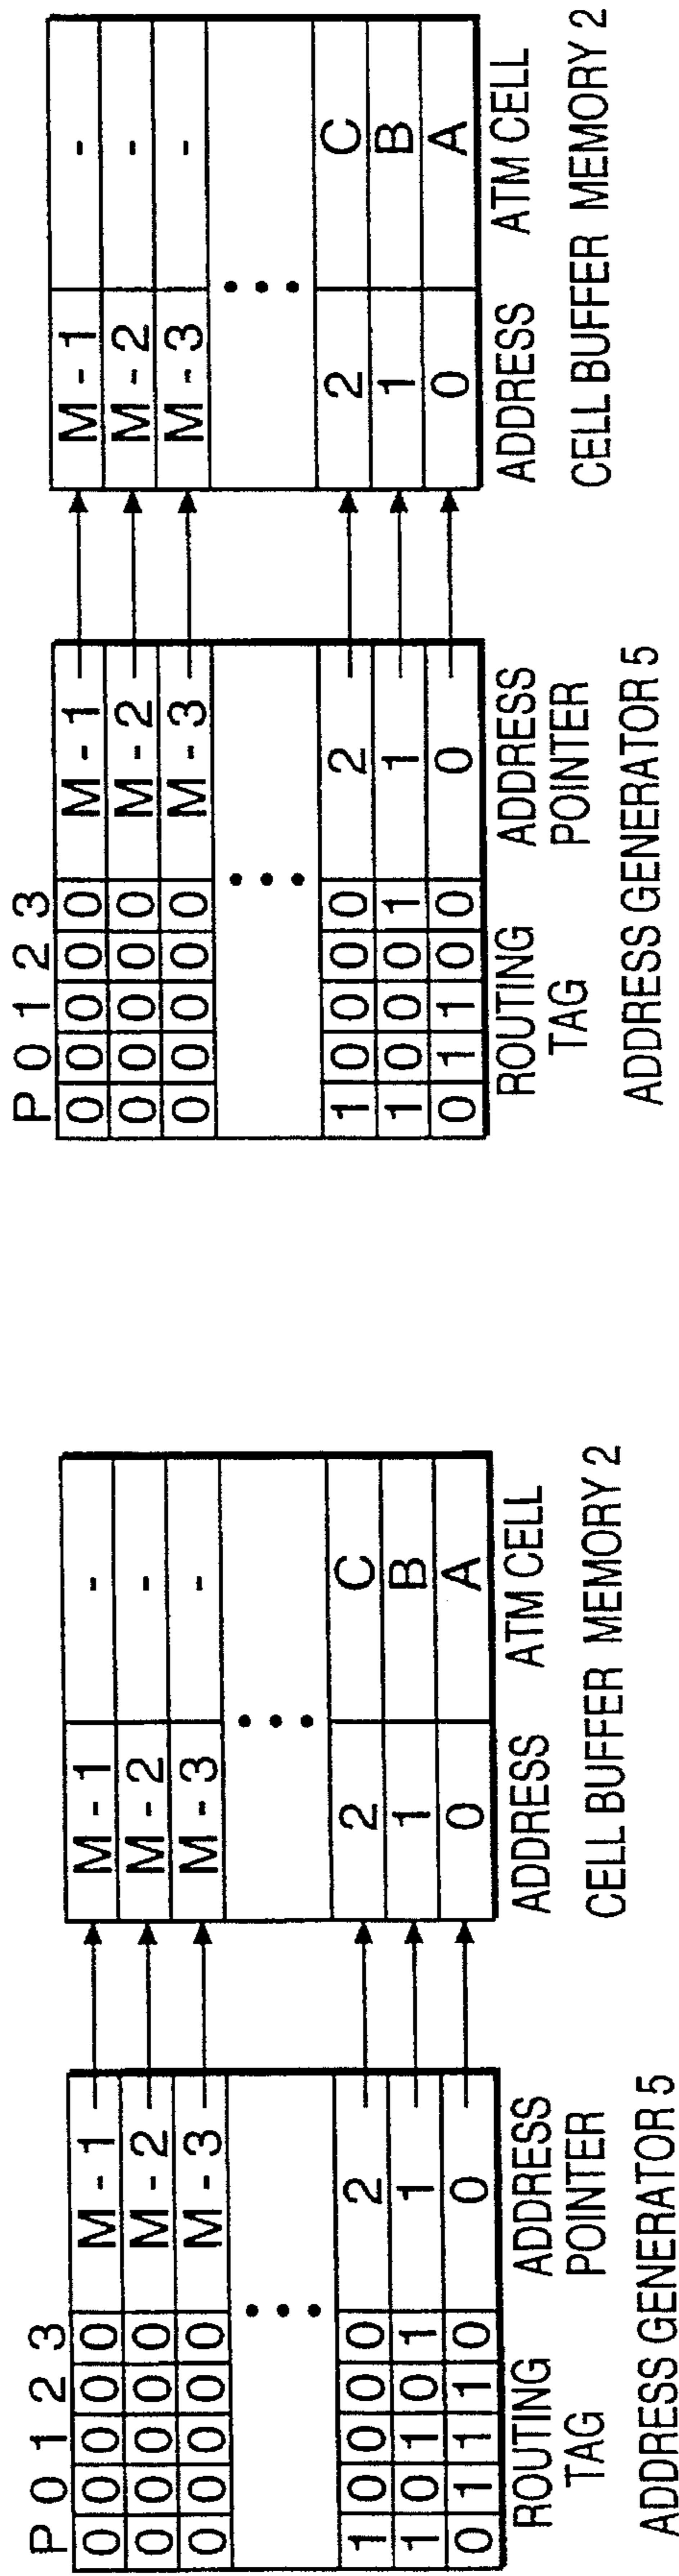 P 0 1 2 3
0 0 0 0 0 M - 1
0 0 0 0 0 M - 2
0 0 0 0 0 M - 3
1 0 0 0 0 2
1 0 1 0 1 1
0 1 1 1 0 0
ROUTING TAG
ADDRESS POINTER
ADDRESS GENERATOR 5
M - 1 -
M - 2 -
M - 3 -
2 C
1 B
0 A
ADDRESS ATM CELL
CELL BUFFER MEMORY 2
P 0 1 2 3
0 0 0 0 0 M - 1
0 0 0 0 0 M - 2
0 0 0 0 0 M - 3
1 0 0 0 0 2
1 0 0 0 1 1
0 1 1 0 0 0
ROUTING TAG
ADDRESS POINTER
ADDRESS GENERATOR 5
M - 1 -
M - 2 -
M - 3 -
2 C
1 B
0 A
ADDRESS ATM CELL
CELL BUFFER MEMORY 2